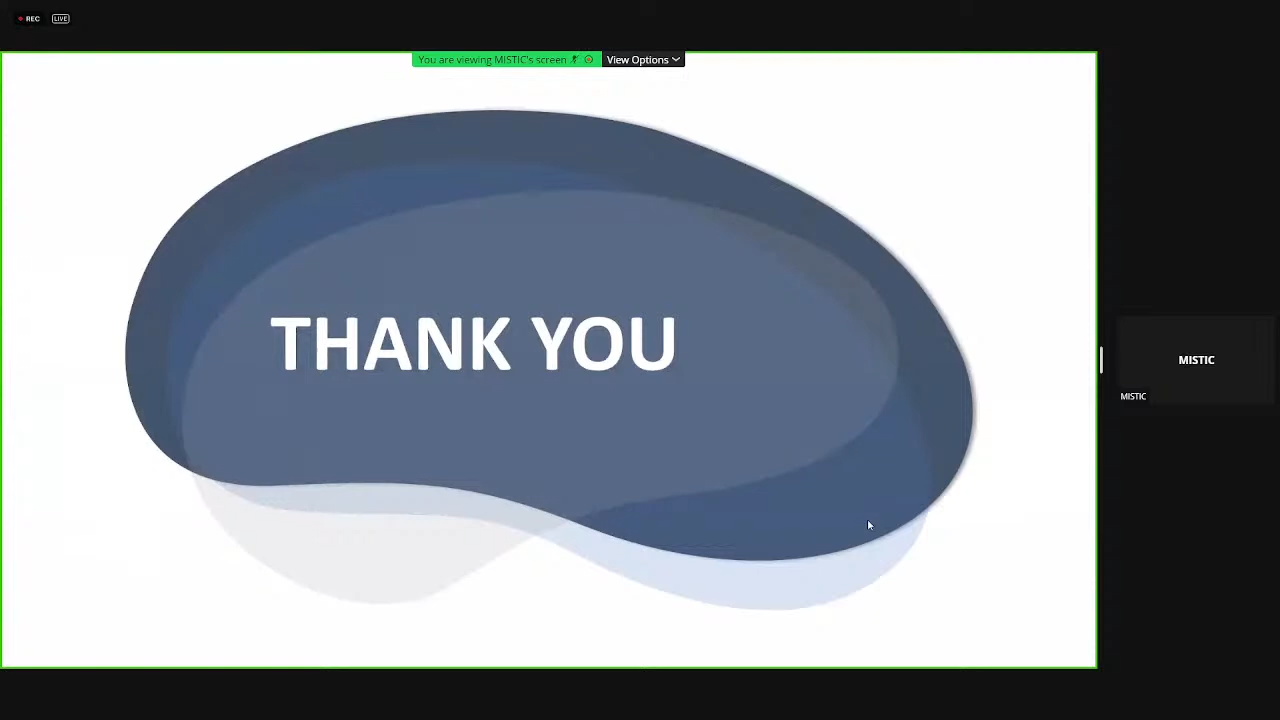 REC
LIVE
You are viewing MISTIC's screen
View Options
THANK YOU
MISTIC
MISTIC